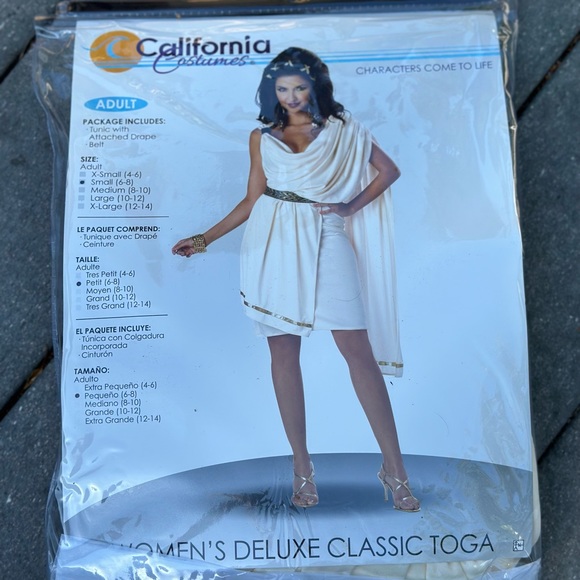 California
Costumes
CHARACTERS COME TO LIFE
ADULT
PACKAGE INCLUDES:
· Tunic with
Attached Drape
· Belt
SIZE:
Adult
X-Small (4-6)
Small (6-8)
Medium (8-10)
Large (10-12)
X-Large (12-14)
LE PAQUET COMPREND:
· Tunique avec Drapé
· Ceinture
TAILLE:
Adulte
Tres Petit (4-6)
Petit (6-8)
Moyen (8-10)
Grand (10-12)
Tres Grand (12-14)
EL PAQUETE INCLUYE:
· Túnica con Colgadura
Incorporada
· Cinturón
TAMAÑO:
Adulto
Extra Pequeño (4-6)
Pequeño (6-8)
Mediano (8-10)
Grande (10-12)
Extra Grande (12-14)
WOMEN'S DELUXE CLASSIC TOGA